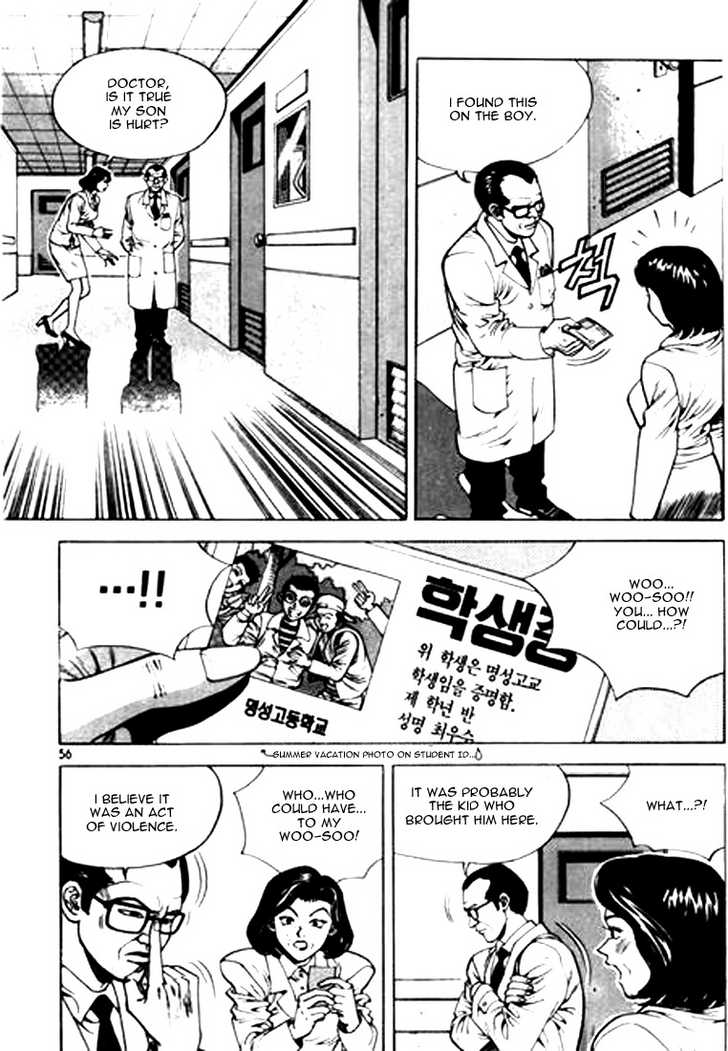 DOCTOR,
IS IT TRUE
MY SON
IS HURT?
I FOUND THIS
ON THE BOY.
척
...!!
학생증
위 학생은 명성고교
학생임을 증명함.
제 학년 반
성명 최우수
명성고등학교
WOO...
WOO-SOO!!
YOU... HOW
COULD...?!
56
SUMMER VACATION PHOTO ON STUDENT ID...
I BELIEVE IT
WAS AN ACT
OF VIOLENCE.
WHO...WHO
COULD HAVE...
TO MY
WOO-SOO!
IT WAS PROBABLY
THE KID WHO
BROUGHT HIM HERE.
WHAT...?!